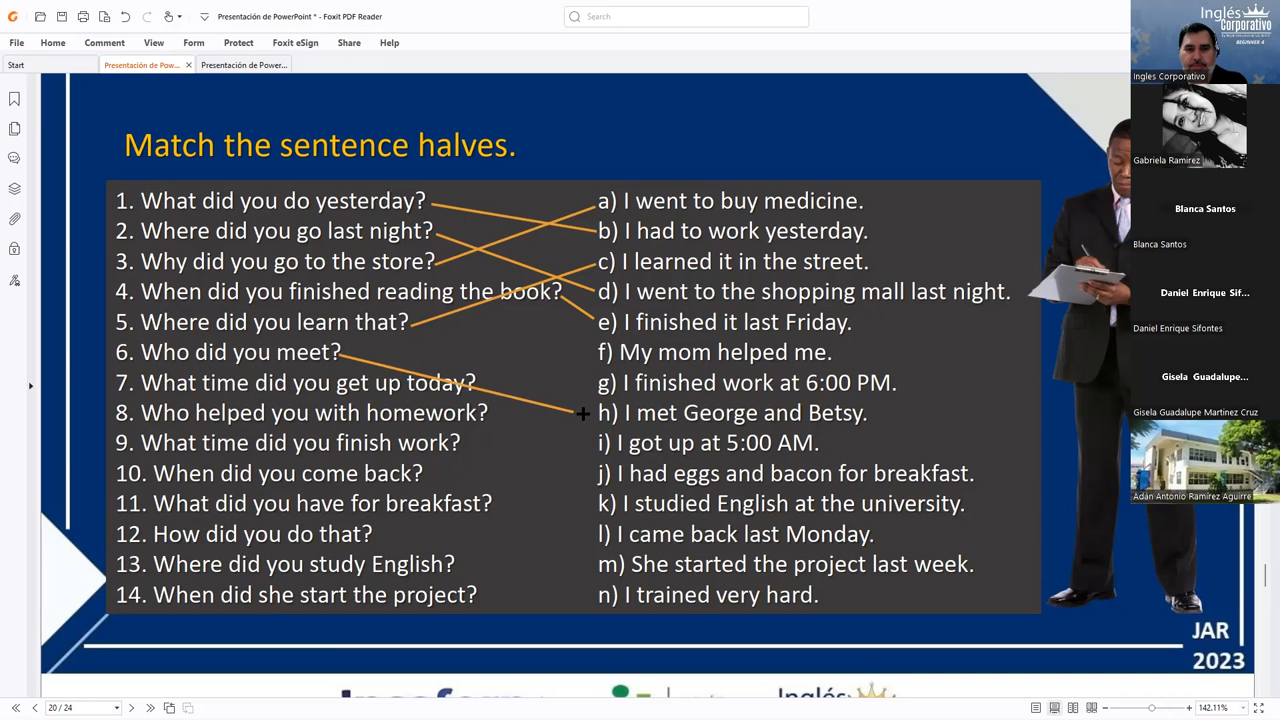 Presentación de PowerPoint * - Foxit PDF Reader
Search
File Home Comment View Form Protect Foxit eSign Share Help
Start
Presentación de Pow...
Presentación de Power...
Inglés
Corporativo
BEGINNER 4
Ingles Corporativo
Gabriela Ramirez
Blanca Santos
Blanca Santos
Daniel Enrique Sif...
Daniel Enrique Sifontes
Gisela Guadalupe...
Gisela Guadalupe Martinez Cruz
Adán Antonio Ramírez Aguirre
Match the sentence halves.
1. What did you do yesterday? a) I went to buy medicine.
2. Where did you go last night? b) I had to work yesterday.
3. Why did you go to the store? c) I learned it in the street.
4. When did you finished reading the book? d) I went to the shopping mall last night.
5. Where did you learn that? e) I finished it last Friday.
6. Who did you meet? f) My mom helped me.
7. What time did you get up today? g) I finished work at 6:00 PM.
8. Who helped you with homework? h) I met George and Betsy.
9. What time did you finish work? i) I got up at 5:00 AM.
10. When did you come back? j) I had eggs and bacon for breakfast.
11. What did you have for breakfast? k) I studied English at the university.
12. How did you do that? l) I came back last Monday.
13. Where did you study English? m) She started the project last week.
14. When did she start the project? n) I trained very hard.
JAR
2023
Inglés
20 / 24
142.11%